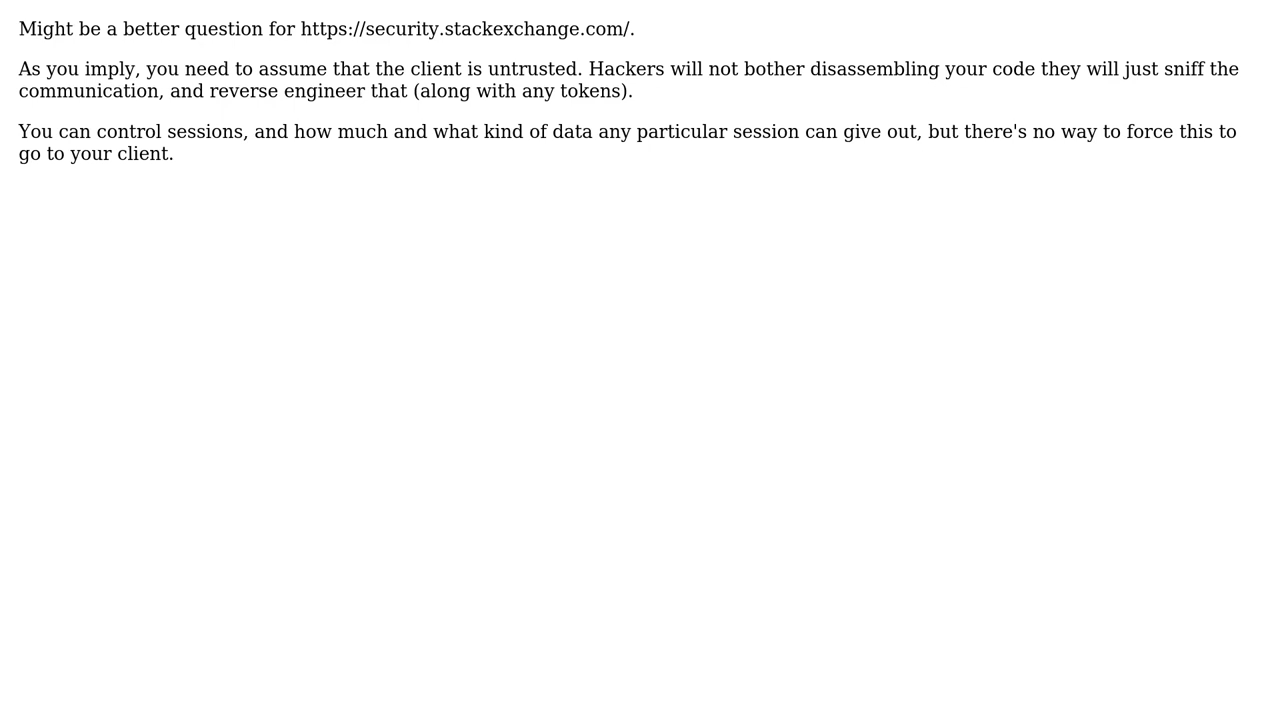 Might be a better question for https://security.stackexchange.com/.
As you imply, you need to assume that the client is untrusted. Hackers will not bother disassembling your code they will just sniff the
communication, and reverse engineer that (along with any tokens).
You can control sessions, and how much and what kind of data any particular session can give out, but there's no way to force this to
go to your client.